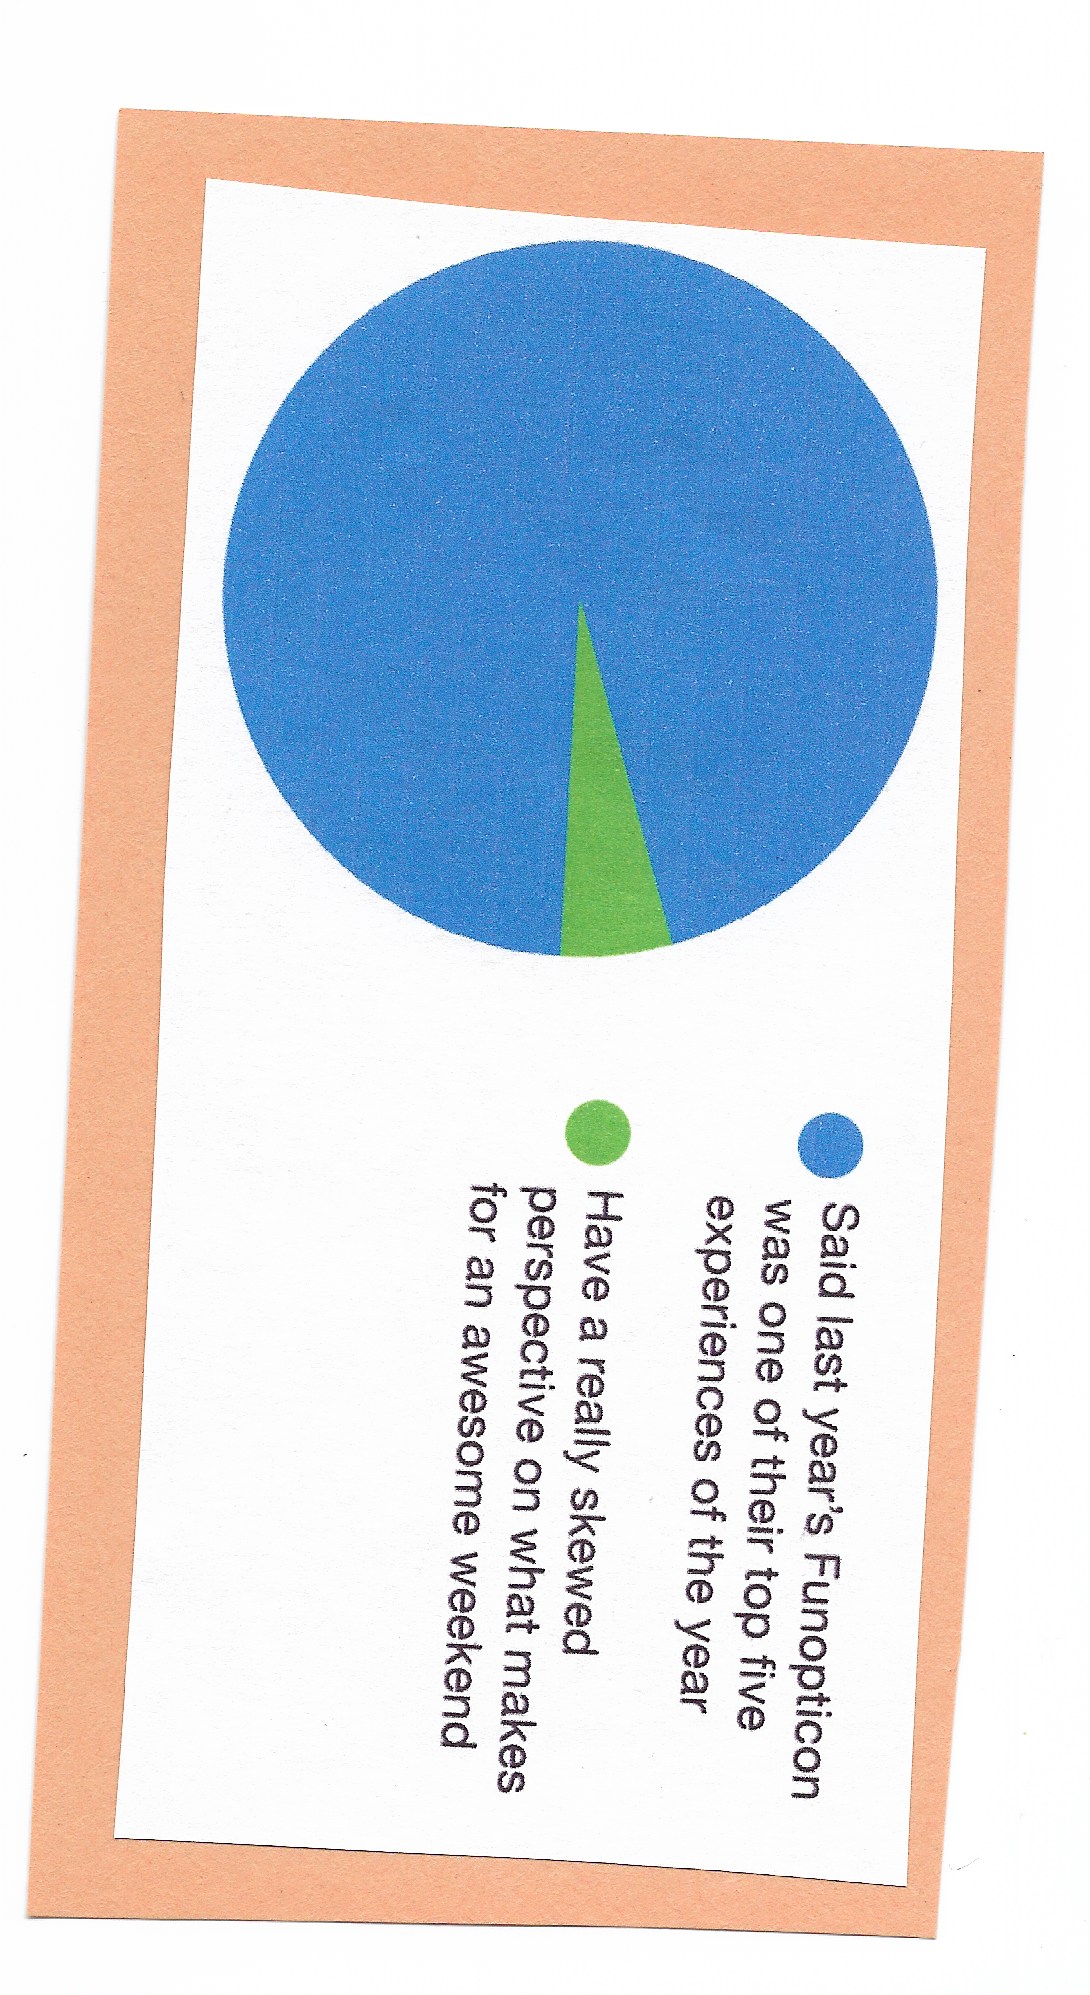 Said last year's Funopticon
was one of their top five
experiences of the year
Have a really skewed
perspective on what makes
for an awesome weekend